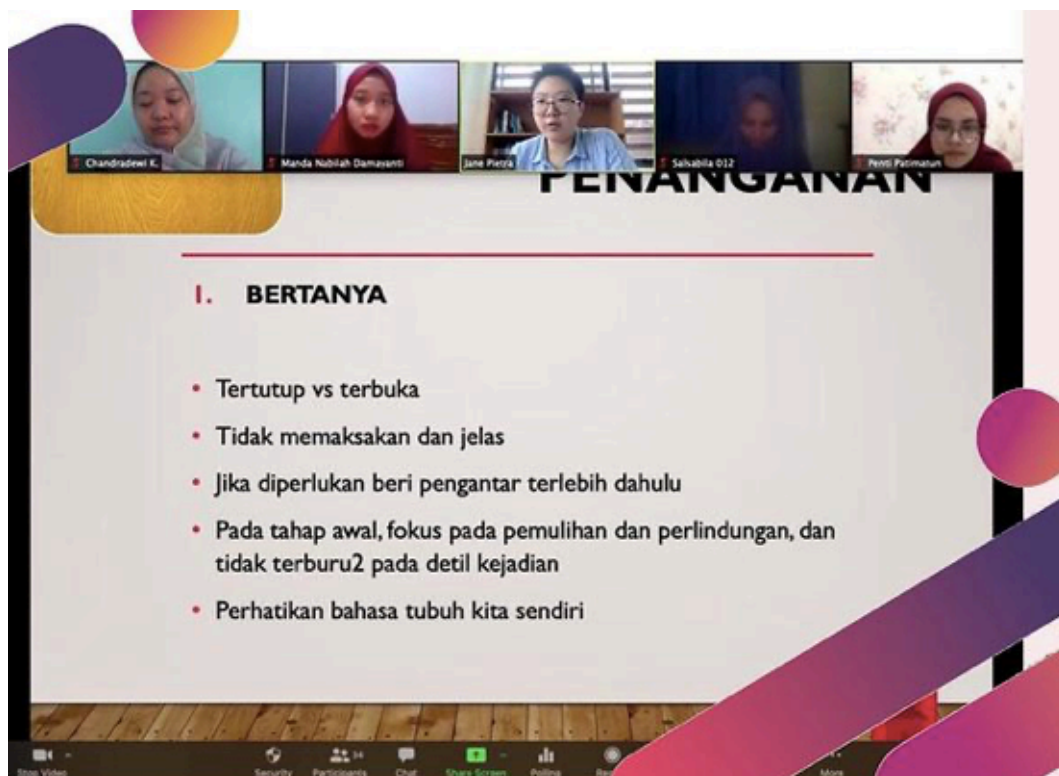 Chandradewi K.
Manda Nabilah Damayanti
Jane Pietra
Salsabila 012
Penti Patimatun
PENANGANAN
1. BERTANYA
• Tertutup vs terbuka
• Tidak memaksakan dan jelas
• Jika diperlukan beri pengantar terlebih dahulu
• Pada tahap awal, fokus pada pemulihan dan perlindungan, dan
tidak terburu2 pada detil kejadian
• Perhatikan bahasa tubuh kita sendiri
Stop Video
Security
Participants
34
Chat
Share Screen
Polling
More